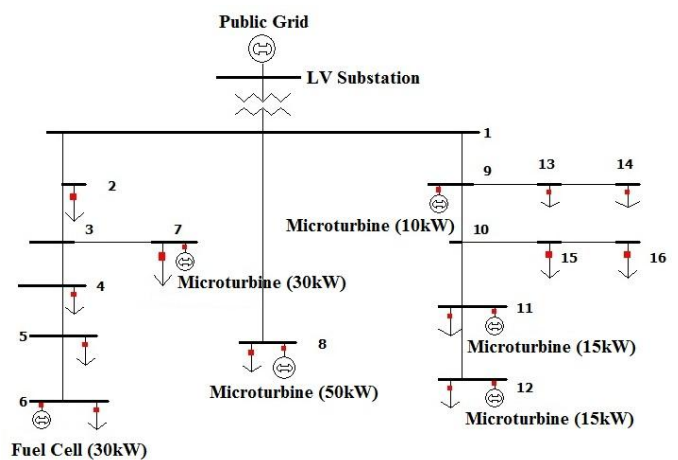 Public Grid
LV Substation
1
9 13 14
2
Microturbine (10kW)
3 7 10
15 16
Microturbine (30kW)
4
11
5
8
Microturbine (15kW)
Microturbine (50kW)
12
6
Microturbine (15kW)
Fuel Cell (30kW)